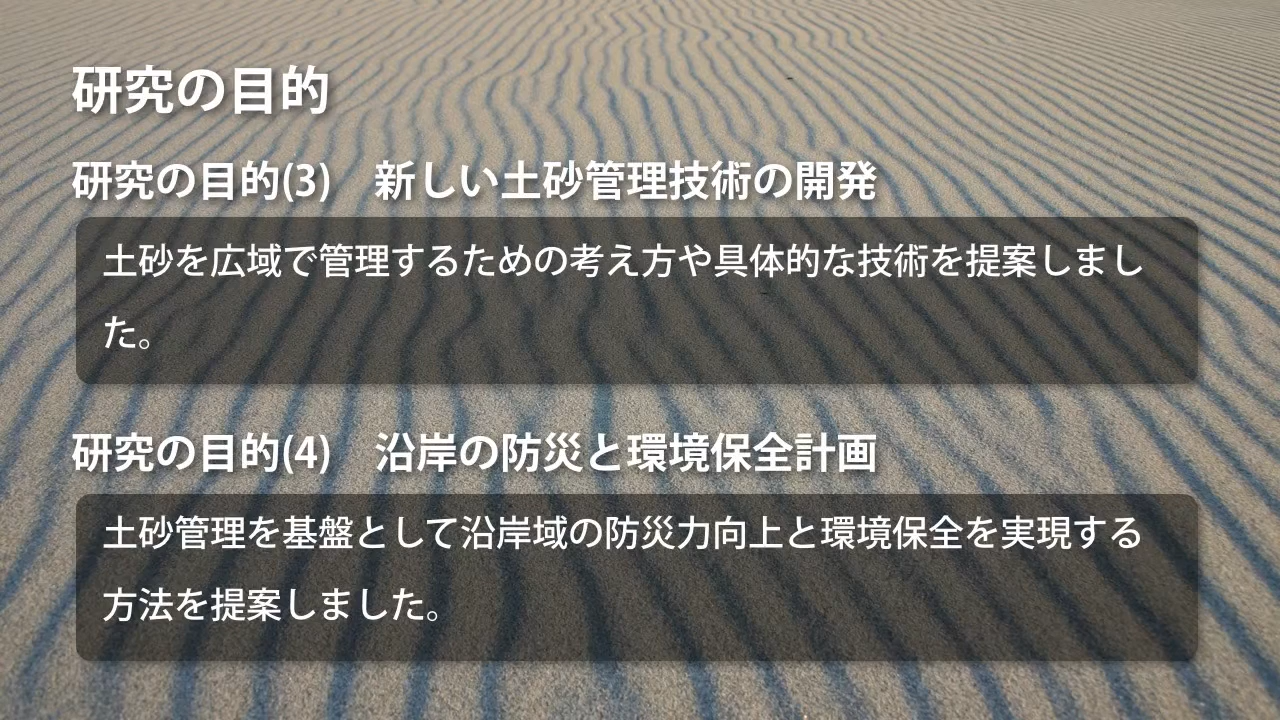 研究の目的
研究の目的(3)　新しい土砂管理技術の開発
土砂を広域で管理するための考え方や具体的な技術を提案しまし
た。
研究の目的(4)　沿岸の防災と環境保全計画
土砂管理を基盤として沿岸域の防災力向上と環境保全を実現する
方法を提案しました。